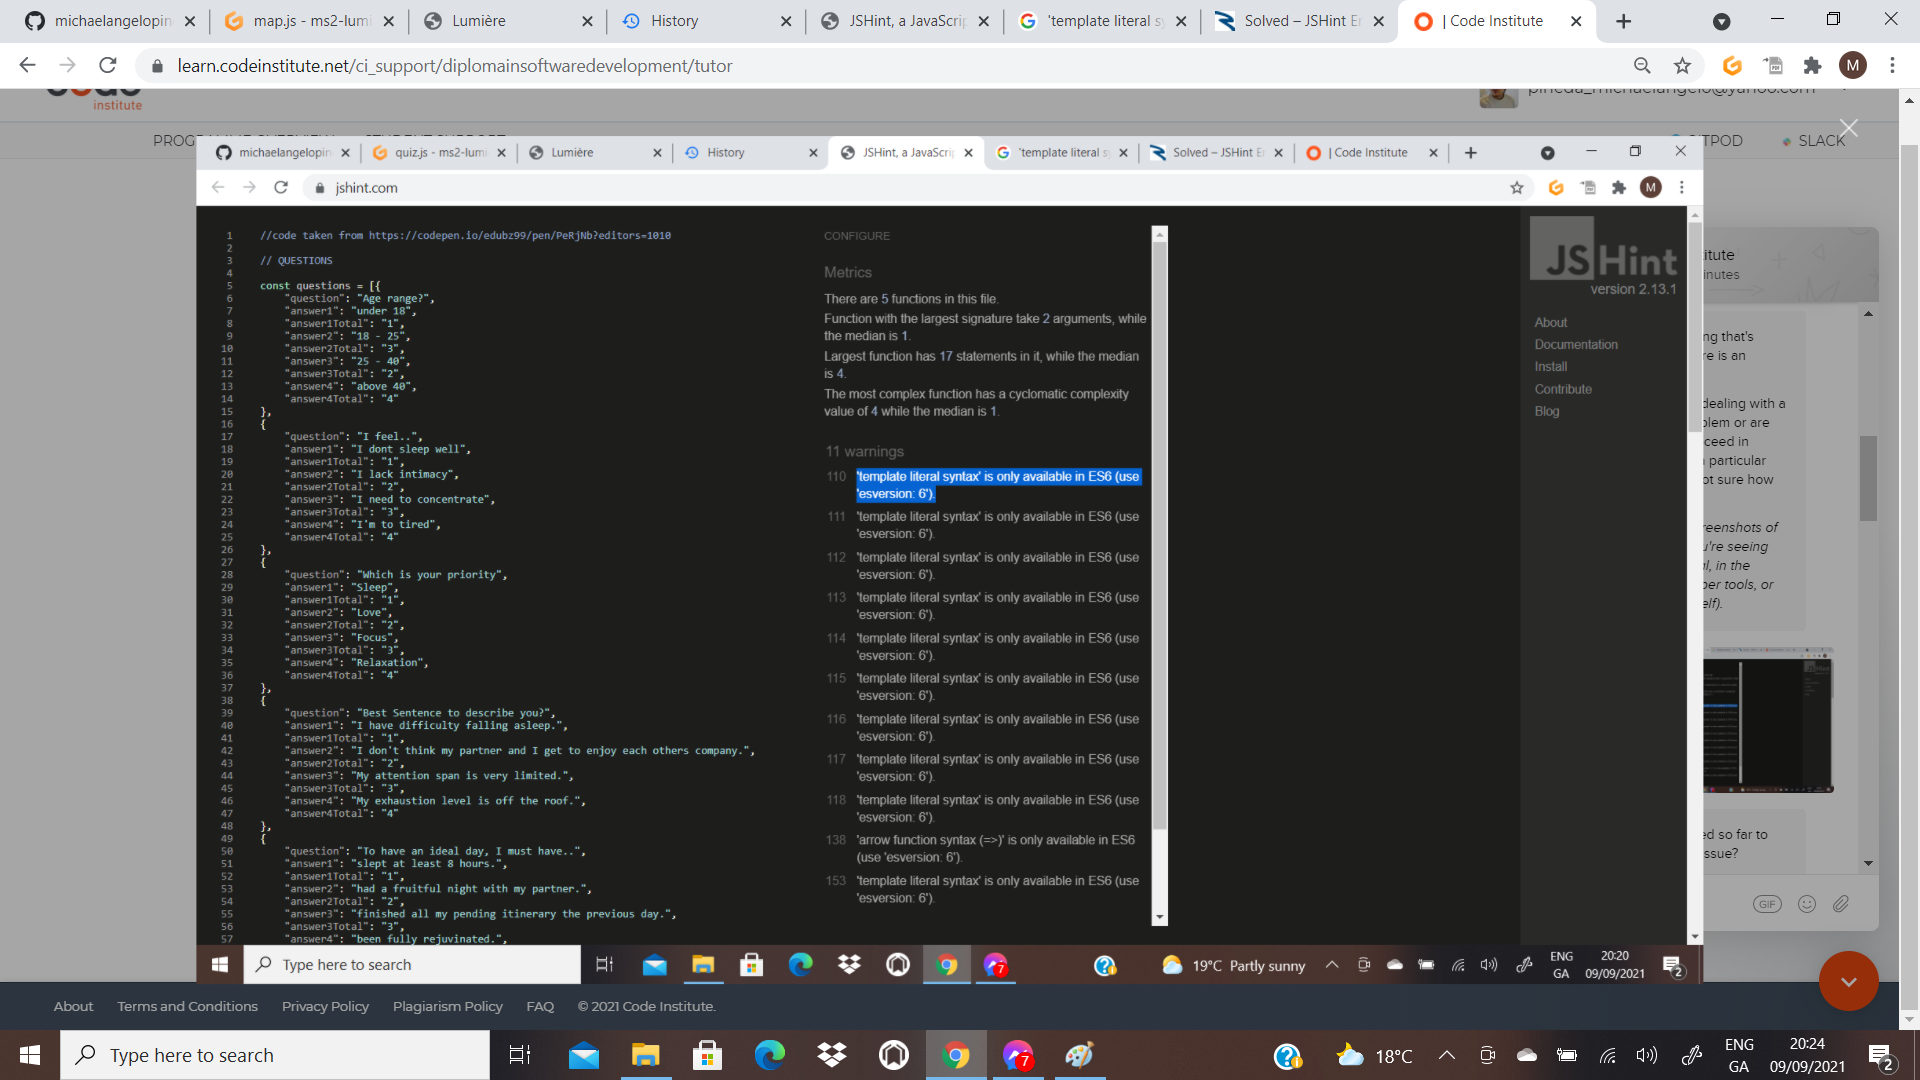 michaelangelopin
map.js - ms2-lumi
Lumière
History
JSHint, a JavaScrip
'template literal sy
Solved – JSHint Er
| Code Institute
learn.codeinstitute.net/ci_support/diplomainsoftwaredevelopment/tutor
M
institute
pineda_michaelangelo@yahoo.com
michaelangelopin
quiz.js - ms2-lumi
Lumière
History
JSHint, a JavaScrip
'template literal sy
Solved – JSHint Er
| Code Institute
SLACK
jshint.com
M
1 //code taken from https://codepen.io/edubz99/pen/PeRjNb?editors=1010
2
3 // QUESTIONS
4
5 const questions = [{
6 "question": "Age range?",
7 "answer1": "under 18",
8 "answer1Total": "1",
9 "answer2": "18 - 25",
10 "answer2Total": "3",
11 "answer3": "25 - 40",
12 "answer3Total": "2",
13 "answer4": "above 40",
14 "answer4Total": "4"
15 },
16 {
17 "question": "I feel..",
18 "answer1": "I dont sleep well",
19 "answer1Total": "1",
20 "answer2": "I lack intimacy",
21 "answer2Total": "2",
22 "answer3": "I need to concentrate",
23 "answer3Total": "3",
24 "answer4": "I'm to tired",
25 "answer4Total": "4"
26 },
27 {
28 "question": "Which is your priority",
29 "answer1": "Sleep",
30 "answer1Total": "1",
31 "answer2": "Love",
32 "answer2Total": "2",
33 "answer3": "Focus",
34 "answer3Total": "3",
35 "answer4": "Relaxation",
36 "answer4Total": "4"
37 },
38 {
39 "question": "Best Sentence to describe you?",
40 "answer1": "I have difficulty falling asleep.",
41 "answer1Total": "1",
42 "answer2": "I don't think my partner and I get to enjoy each others company.",
43 "answer2Total": "2",
44 "answer3": "My attention span is very limited.",
45 "answer3Total": "3",
46 "answer4": "My exhaustion level is off the roof.",
47 "answer4Total": "4"
48 },
49 {
50 "question": "To have an ideal day, I must have..",
51 "answer1": "slept at least 8 hours.",
52 "answer1Total": "1",
53 "answer2": "had a fruitful night with my partner.",
54 "answer2Total": "2",
55 "answer3": "finished all my pending itinerary the previous day.",
56 "answer3Total": "3",
57 "answer4": "been fully rejuvinated.",
CONFIGURE
Metrics
There are 5 functions in this file.
Function with the largest signature take 2 arguments, while
the median is 1.
Largest function has 17 statements in it, while the median
is 4.
The most complex function has a cyclomatic complexity
value of 4 while the median is 1.
11 warnings
110 'template literal syntax' is only available in ES6 (use
'esversion: 6').
111 'template literal syntax' is only available in ES6 (use
'esversion: 6').
112 'template literal syntax' is only available in ES6 (use
'esversion: 6').
113 'template literal syntax' is only available in ES6 (use
'esversion: 6').
114 'template literal syntax' is only available in ES6 (use
'esversion: 6').
115 'template literal syntax' is only available in ES6 (use
'esversion: 6').
116 'template literal syntax' is only available in ES6 (use
'esversion: 6').
117 'template literal syntax' is only available in ES6 (use
'esversion: 6').
118 'template literal syntax' is only available in ES6 (use
'esversion: 6').
138 'arrow function syntax (=>)' is only available in ES6
(use 'esversion: 6').
153 'template literal syntax' is only available in ES6 (use
'esversion: 6').
JSHint
version 2.13.1
About
Documentation
Install
Contribute
Blog
itute
inutes
ng that's
re is an
dealing with a
blem or are
ceed in
particular
ot sure how
reenshots of
u're seeing
al, in the
per tools, or
elf).
ed so far to
issue?
GIF
Type here to search
7
19°C Partly sunny
ENG
GA
20:20
09/09/2021
2
About
Terms and Conditions
Privacy Policy
Plagiarism Policy
FAQ
© 2021 Code Institute.
Type here to search
7
18°C
ENG
GA
20:24
09/09/2021
2